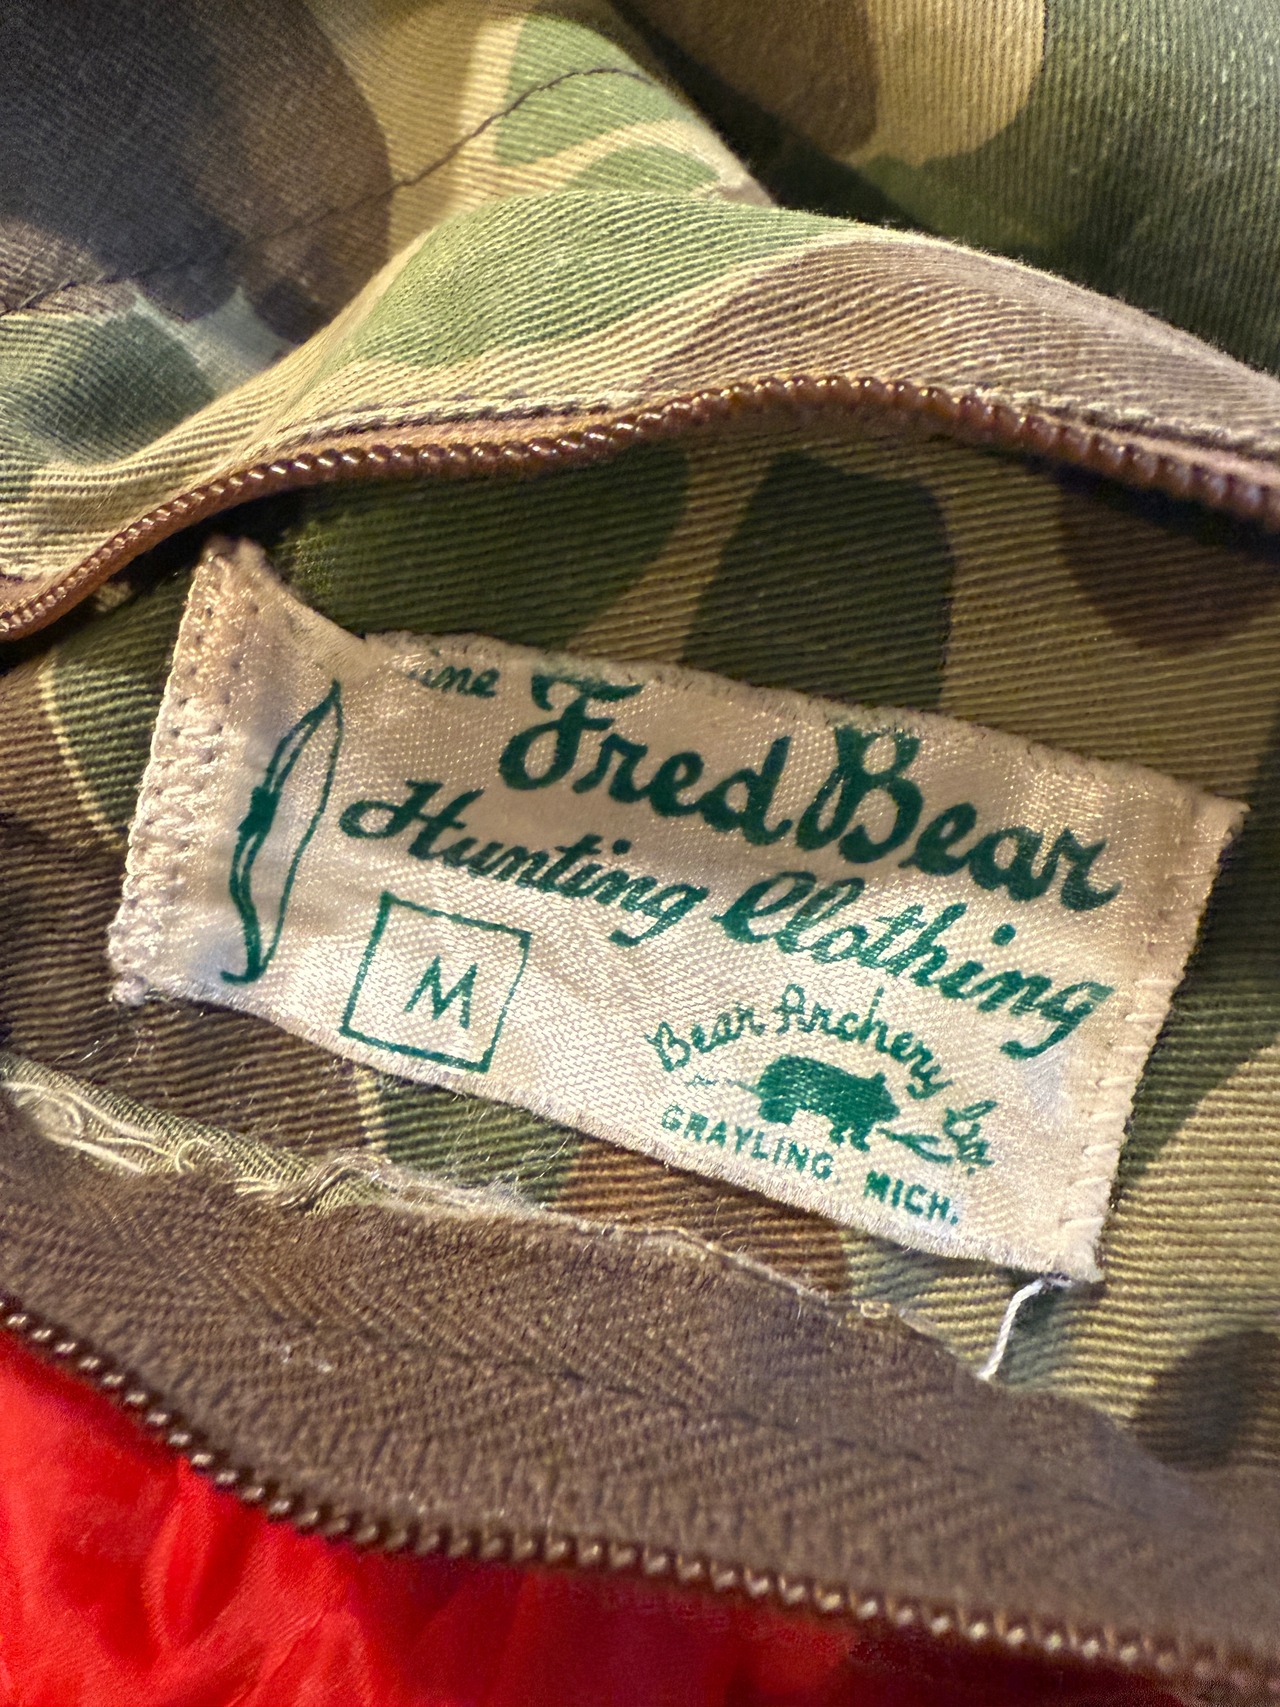 Fred Bear
Hunting Clothing
M
Bear Archery Co.
GRAYLING, MICH.